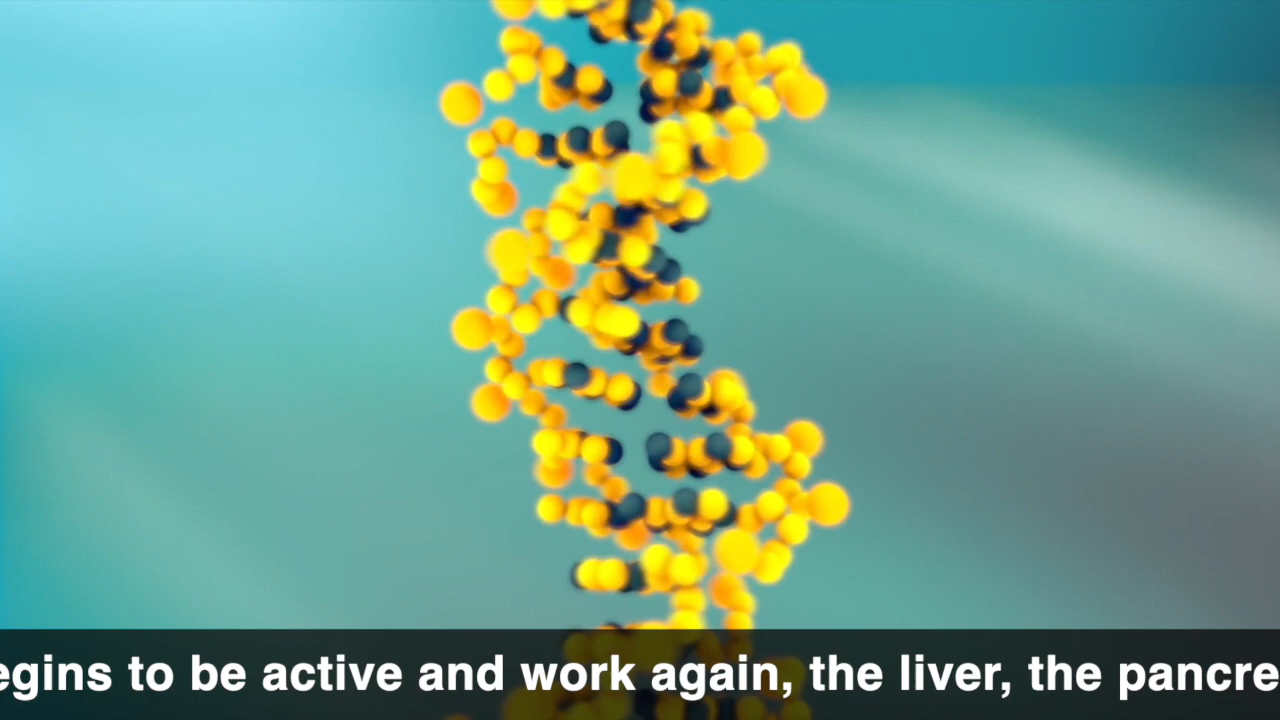 egins to be active and work again, the liver, the pancre